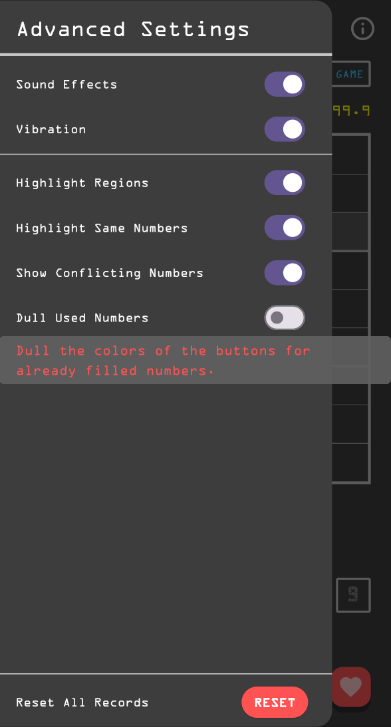 Advanced Settings
GAME
Sound Effects
99.9
Vibration
Highlight Regions
Highlight Same Numbers
Show Conflicting Numbers
Dull Used Numbers
Dull the colors of the buttons for
already filled numbers.
9
Reset All Records
RESET